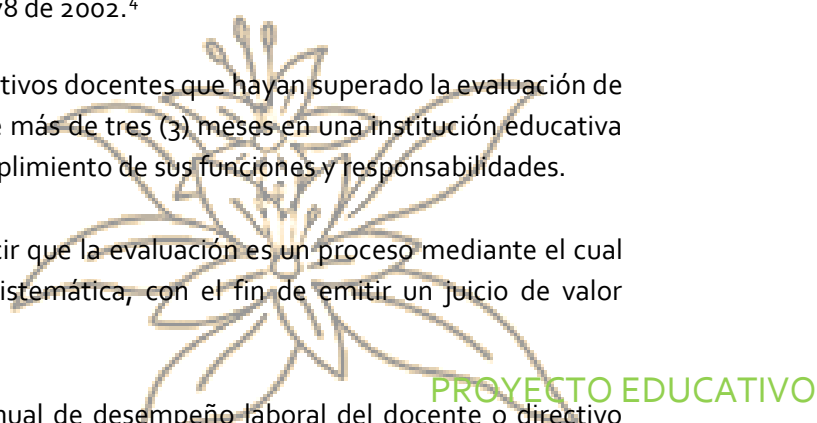 78 de 2002.⁴
tivos docentes que hayan superado la evaluación de
más de tres (3) meses en una institución educativa
plimiento de sus funciones y responsabilidades.
cir que la evaluación es un proceso mediante el cual
istemática, con el fin de emitir un juicio de valor
PROYECTO EDUCATIVO
nual de desempeño laboral del docente o directivo